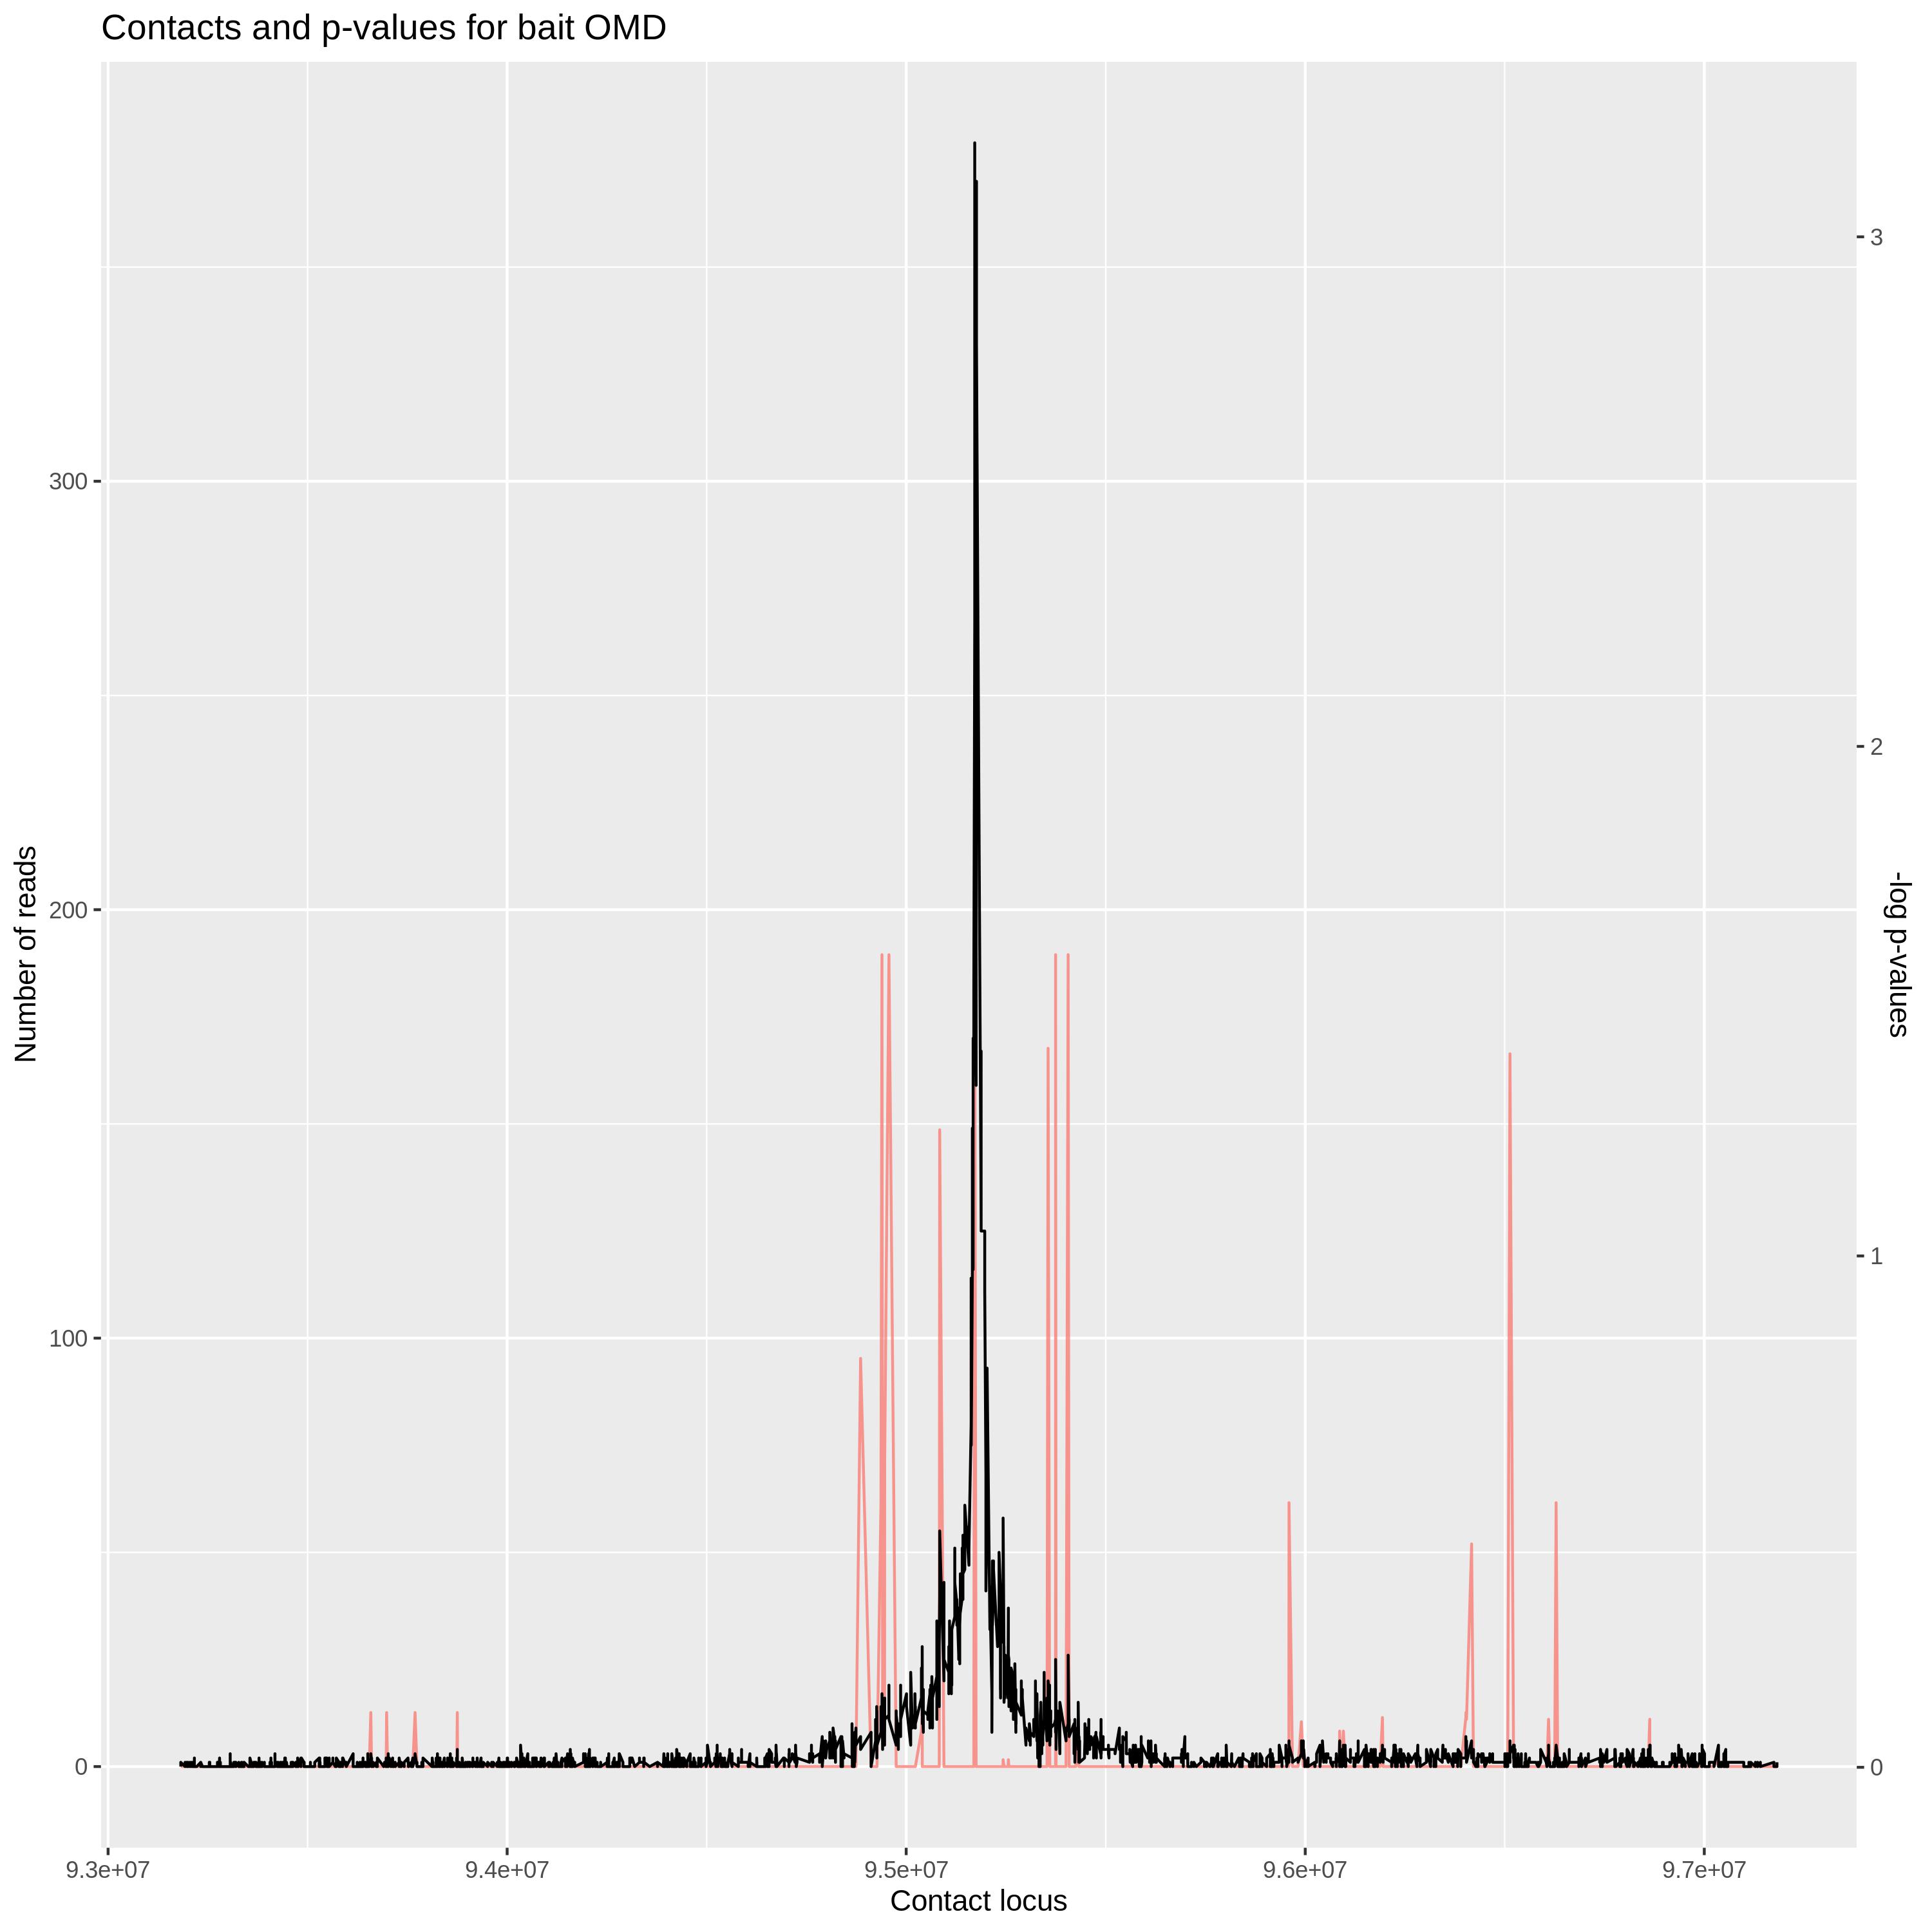 Contacts and p-values for bait OMD
Number of reads
300
200
100
0
3
2
1
0
-log p-values
9.3e+07
9.4e+07
9.5e+07
9.6e+07
9.7e+07
Contact locus